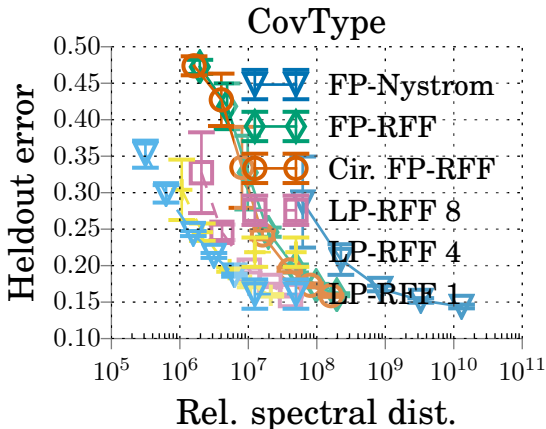 CovType
Heldout error
0.50
0.45
0.40
0.35
0.30
0.25
0.20
0.15
0.10
FP-Nystrom
FP-RFF
Cir. FP-RFF
LP-RFF 8
LP-RFF 4
LP-RFF 1
10^5 10^6 10^7 10^8 10^9 10^10 10^11
Rel. spectral dist.